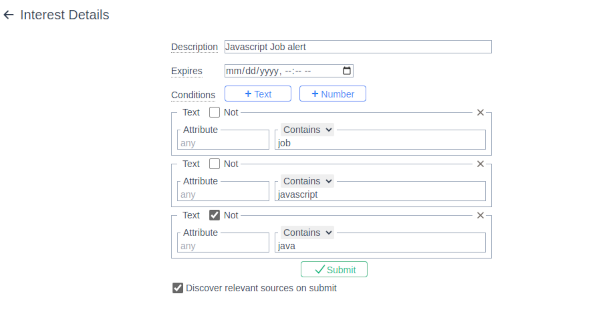 Interest Details
Description Javascript Job alert
Expires mm/dd/yyyy, --:-- --
Conditions + Text + Number
Text Not
Attribute Contains
any job
Text Not
Attribute Contains
any javascript
Text Not
Attribute Contains
any java
Submit
Discover relevant sources on submit